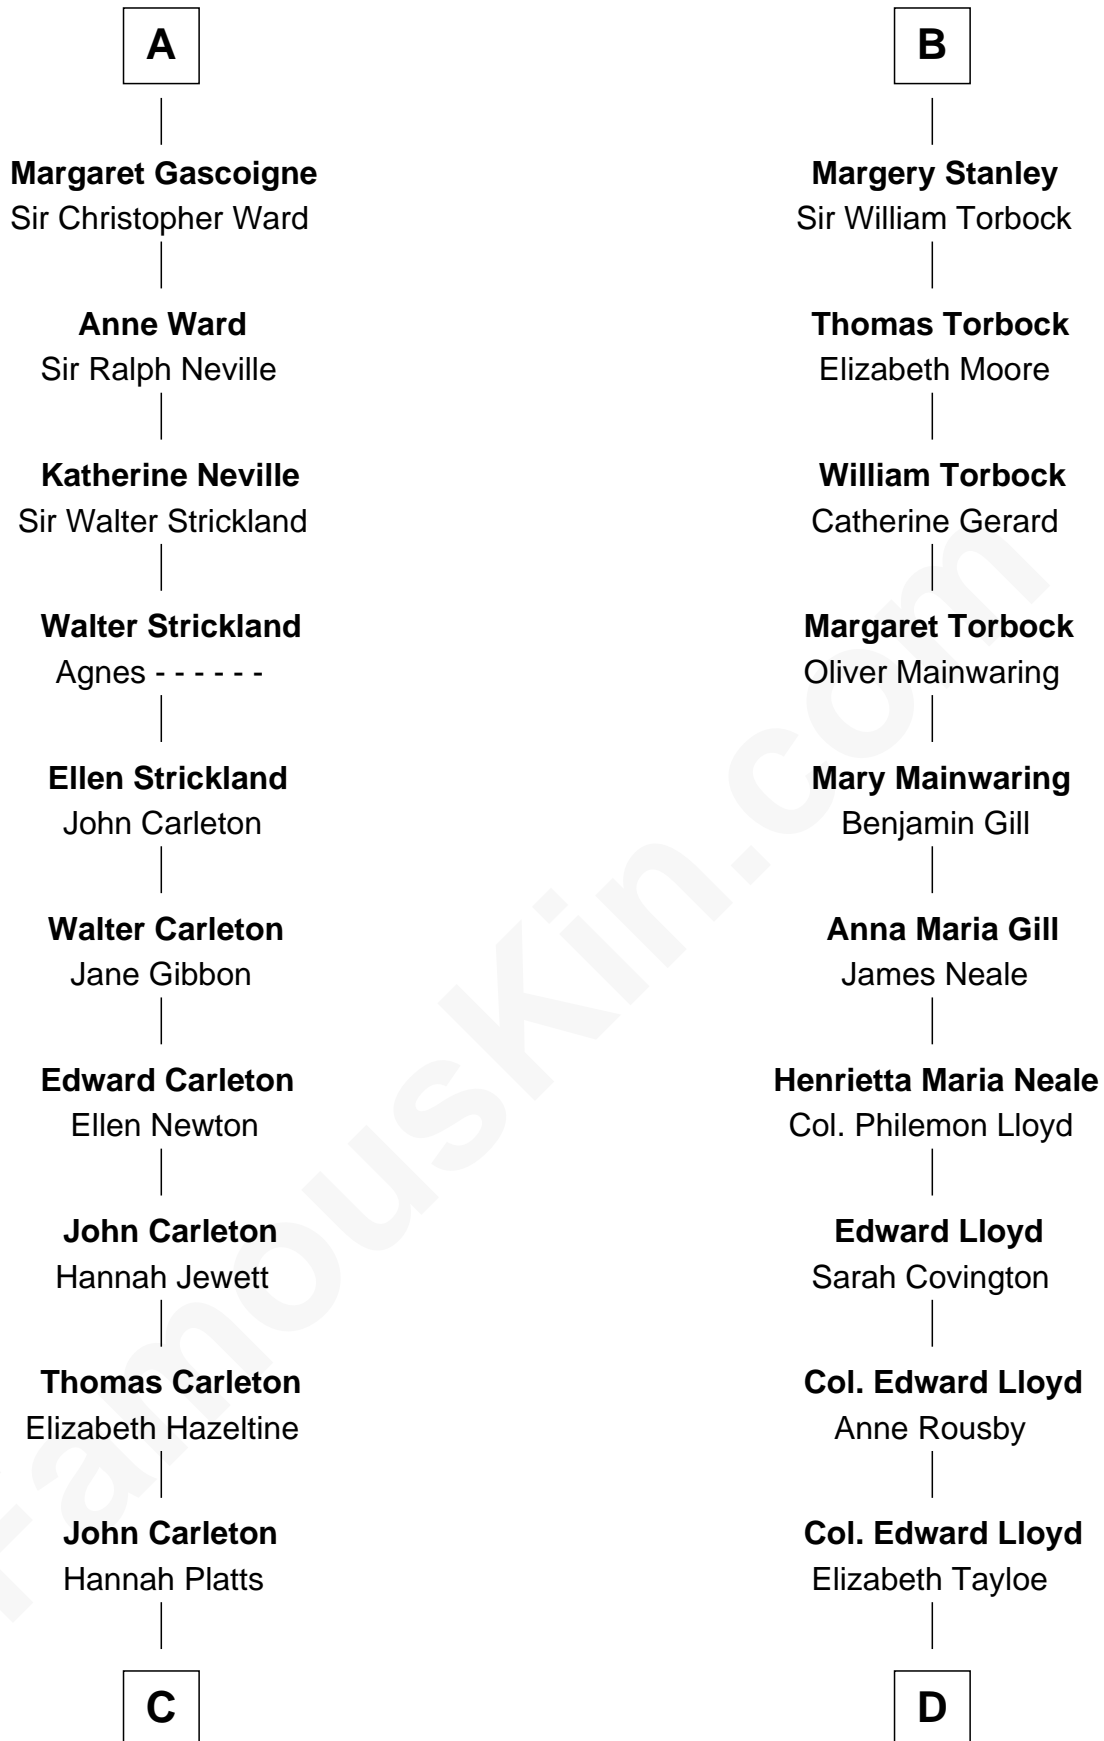 A
Margaret Gascoigne
Sir Christopher Ward
Anne Ward
Sir Ralph Neville
Katherine Neville
Sir Walter Strickland
Walter Strickland
Agnes - - - - - -
Ellen Strickland
John Carleton
Walter Carleton
Jane Gibbon
Edward Carleton
Ellen Newton
John Carleton
Hannah Jewett
Thomas Carleton
Elizabeth Hazeltine
John Carleton
Hannah Platts
C
B
Margery Stanley
Sir William Torbock
Thomas Torbock
Elizabeth Moore
William Torbock
Catherine Gerard
Margaret Torbock
Oliver Mainwaring
Mary Mainwaring
Benjamin Gill
Anna Maria Gill
James Neale
Henrietta Maria Neale
Col. Philemon Lloyd
Edward Lloyd
Sarah Covington
Col. Edward Lloyd
Anne Rousby
Col. Edward Lloyd
Elizabeth Tayloe
D
FamousKin.com